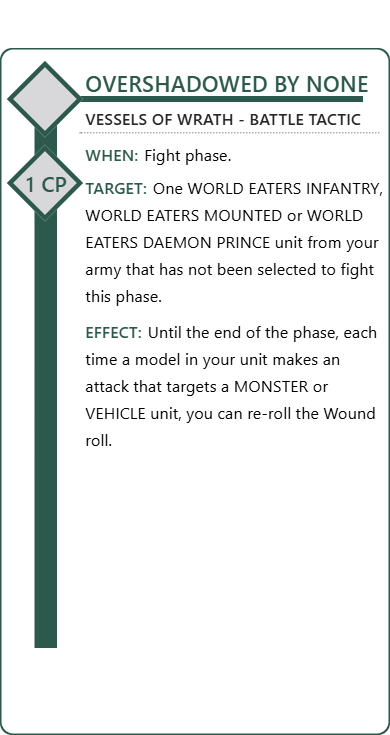 OVERSHADOWED BY NONE
VESSELS OF WRATH - BATTLE TACTIC
WHEN: Fight phase.
1 CP
TARGET: One WORLD EATERS INFANTRY,
WORLD EATERS MOUNTED or WORLD
EATERS DAEMON PRINCE unit from your
army that has not been selected to fight
this phase.
EFFECT: Until the end of the phase, each
time a model in your unit makes an
attack that targets a MONSTER or
VEHICLE unit, you can re-roll the Wound
roll.